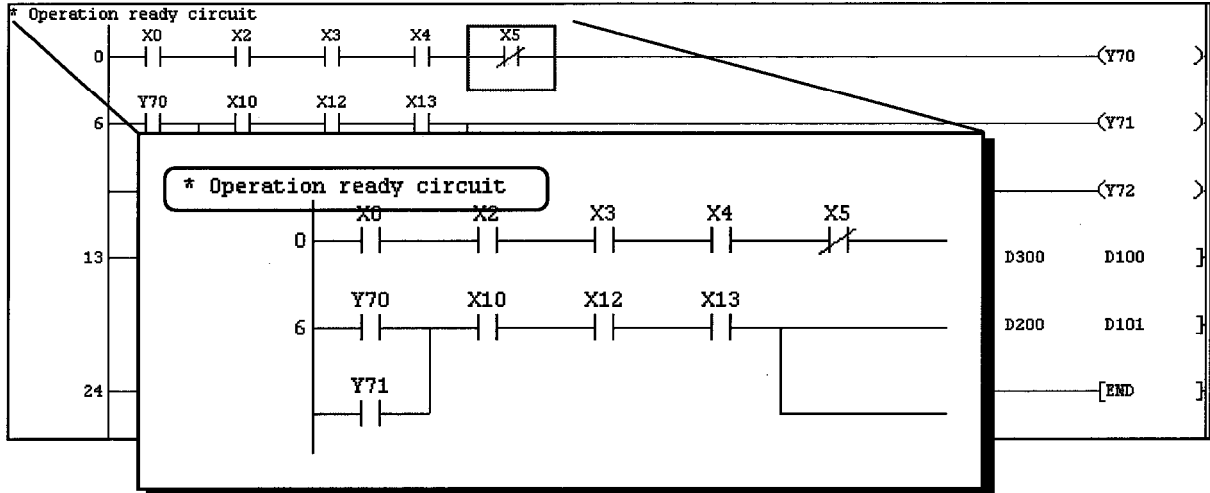 * Operation ready circuit
X0 X2 X3 X4 X5
0 (Y70 )
Y70 X10 X12 X13
6 (Y71 )
(Y72 )
13 D300 D100 ]
D200 D101 ]
24 [END ]
* Operation ready circuit
X0 X2 X3 X4 X5
0
Y70 X10 X12 X13
6
Y71